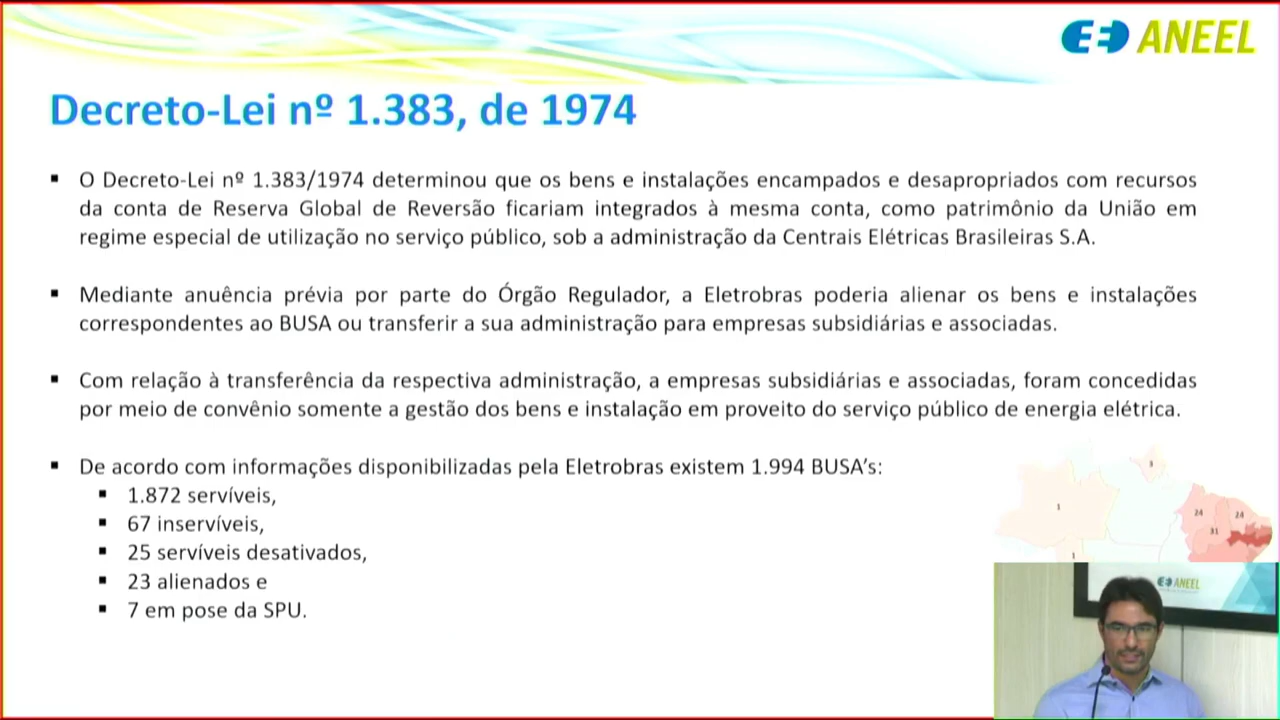 ANEEL
Decreto-Lei nº 1.383, de 1974
▪ O Decreto-Lei nº 1.383/1974 determinou que os bens e instalações encampados e desapropriados com recursos
da conta de Reserva Global de Reversão ficariam integrados à mesma conta, como patrimônio da União em
regime especial de utilização no serviço público, sob a administração da Centrais Elétricas Brasileiras S.A.
▪ Mediante anuência prévia por parte do Órgão Regulador, a Eletrobras poderia alienar os bens e instalações
correspondentes ao BUSA ou transferir a sua administração para empresas subsidiárias e associadas.
▪ Com relação à transferência da respectiva administração, a empresas subsidiárias e associadas, foram concedidas
por meio de convênio somente a gestão dos bens e instalação em proveito do serviço público de energia elétrica.
▪ De acordo com informações disponibilizadas pela Eletrobras existem 1.994 BUSA’s:
▪ 1.872 servíveis,
▪ 67 inservíveis,
▪ 25 servíveis desativados,
▪ 23 alienados e
▪ 7 em pose da SPU.
3
1
24
24
31
1
ANEEL